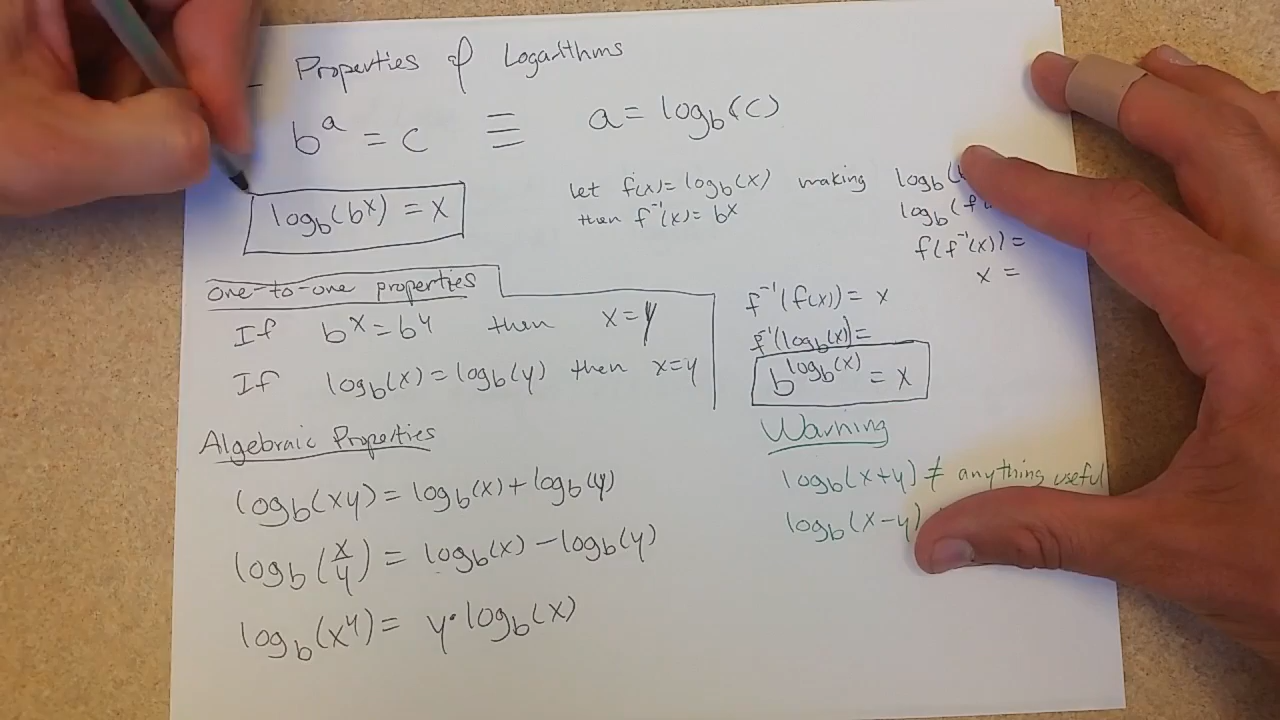 Properties of Logarithms
b^a = c ≡ a = log_b(c)
log_b(b^x) = x
let f(x) = log_b(x) making
then f⁻¹(x) = b^x
log_b(
log_b(f
f(f⁻¹(x)) =
x =
one-to-one properties
If b^x = b^y then x = y
If log_b(x) = log_b(y) then x = y
f⁻¹(f(x)) = x
f⁻¹(log_b(x)) =
b^log_b(x) = x
Algebraic Properties
log_b(xy) = log_b(x) + log_b(y)
log_b(x/y) = log_b(x) − log_b(y)
log_b(x^y) = y · log_b(x)
Warning
log_b(x+y) ≠ anything useful
log_b(x−y)